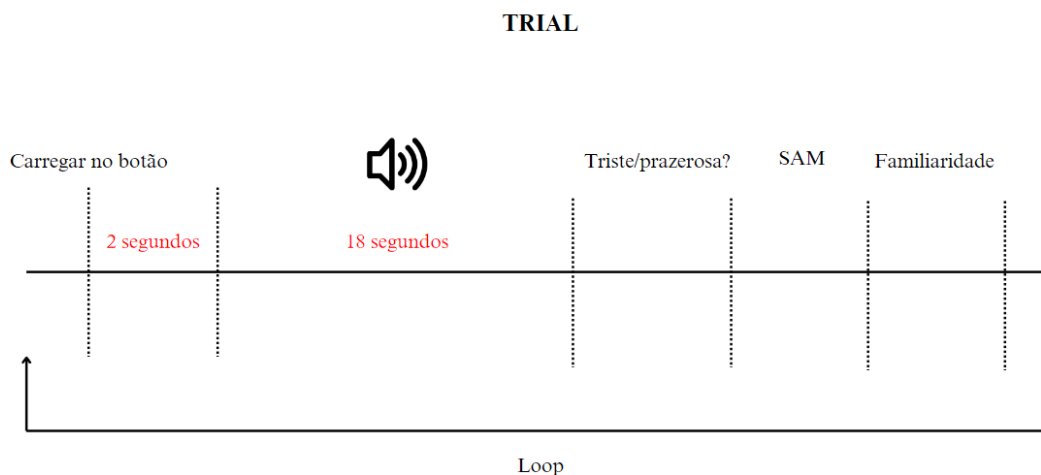 TRIAL
Carregar no botão
Triste/prazerosa?
SAM
Familiaridade
2 segundos
18 segundos
Loop